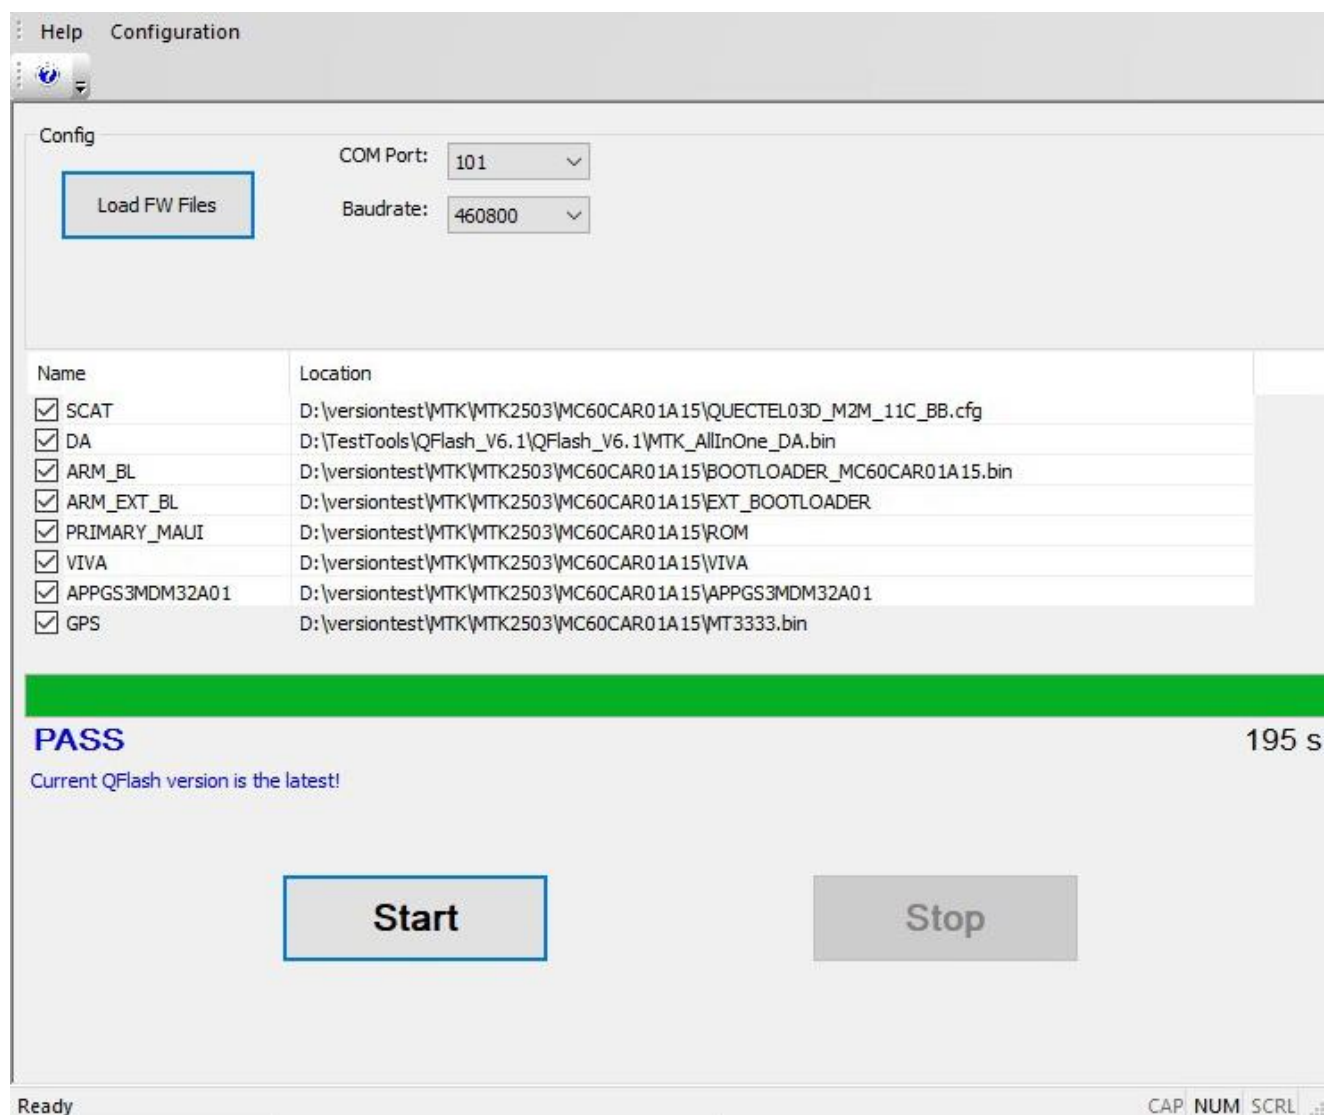 Help Configuration
Config
COM Port: 101
Load FW Files
Baudrate: 460800
Name Location
SCAT D:\versiontest\MTK\MTK2503\MC60CAR01A15\QUECTEL03D_M2M_11C_BB.cfg
DA D:\TestTools\QFlash_V6.1\QFlash_V6.1\MTK_AllInOne_DA.bin
ARM_BL D:\versiontest\MTK\MTK2503\MC60CAR01A15\BOOTLOADER_MC60CAR01A15.bin
ARM_EXT_BL D:\versiontest\MTK\MTK2503\MC60CAR01A15\EXT_BOOTLOADER
PRIMARY_MAUI D:\versiontest\MTK\MTK2503\MC60CAR01A15\ROM
VIVA D:\versiontest\MTK\MTK2503\MC60CAR01A15\VIVA
APPGS3MDM32A01 D:\versiontest\MTK\MTK2503\MC60CAR01A15\APPGS3MDM32A01
GPS D:\versiontest\MTK\MTK2503\MC60CAR01A15\MT3333.bin
PASS 195 s
Current QFlash version is the latest!
Start Stop
Ready CAP NUM SCRL